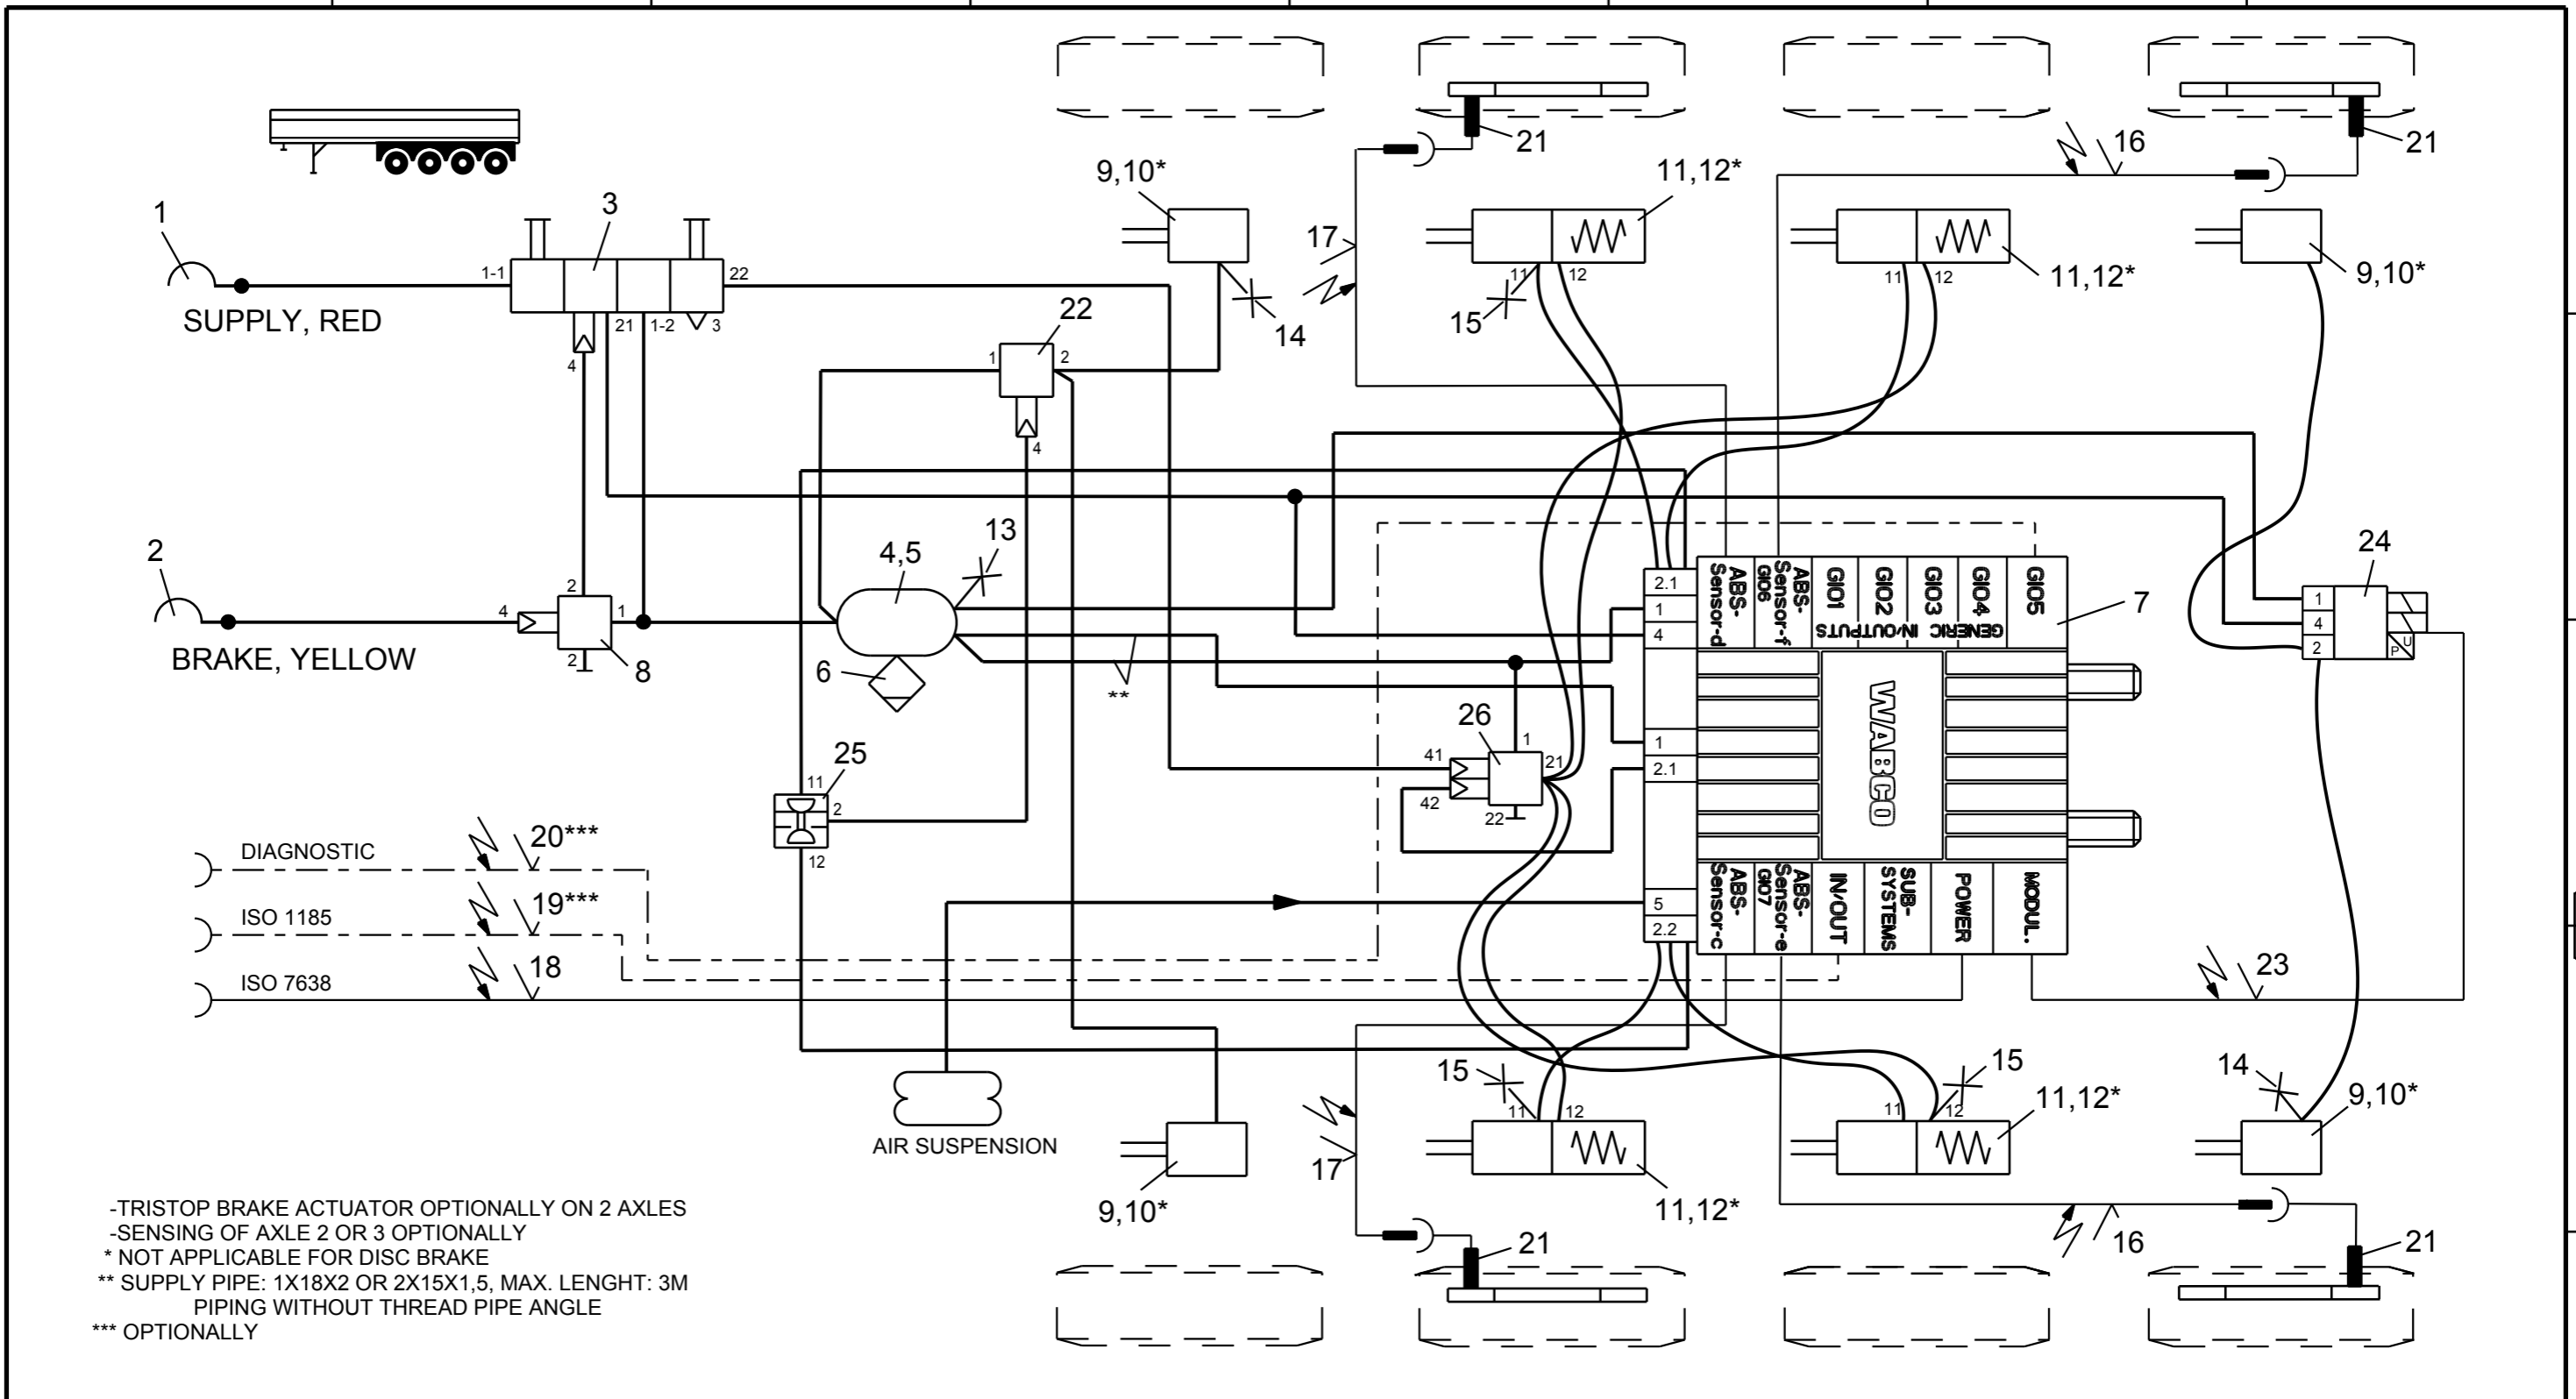 21
21
16
9,10*
11,12*
1
3
17
11,12*
9,10*
1-1
22
11
12
11
12
SUPPLY, RED
21
1-2
3
15
14
22
4
1
2
4
2
4,5
13
24
2.1
ABS-Sensor-d
ABS-Sensor-f
GIO6
GIO1
GIO2
GIO3
GIO4
GIO5
GENERIC IN/OUTPUTS
1
4
7
1
4
2
U
P
2
4
1
BRAKE, YELLOW
2
8
6
**
26
WABCO
1
1
2.1
25
41
21
42
22
11
2
12
DIAGNOSTIC
20***
ISO 1185
19***
ISO 7638
18
5
2.2
ABS-Sensor-c
ABS-Sensor-e
GIO7
IN/OUT
SUB-SYSTEMS
POWER
MODUL.
23
15
15
14
9,10*
11
12
11
12
11,12*
AIR SUSPENSION
17
9,10*
11,12*
21
16
21
-TRISTOP BRAKE ACTUATOR OPTIONALLY ON 2 AXLES
-SENSING OF AXLE 2 OR 3 OPTIONALLY
* NOT APPLICABLE FOR DISC BRAKE
** SUPPLY PIPE: 1X18X2 OR 2X15X1,5, MAX. LENGHT: 3M
PIPING WITHOUT THREAD PIPE ANGLE
*** OPTIONALLY